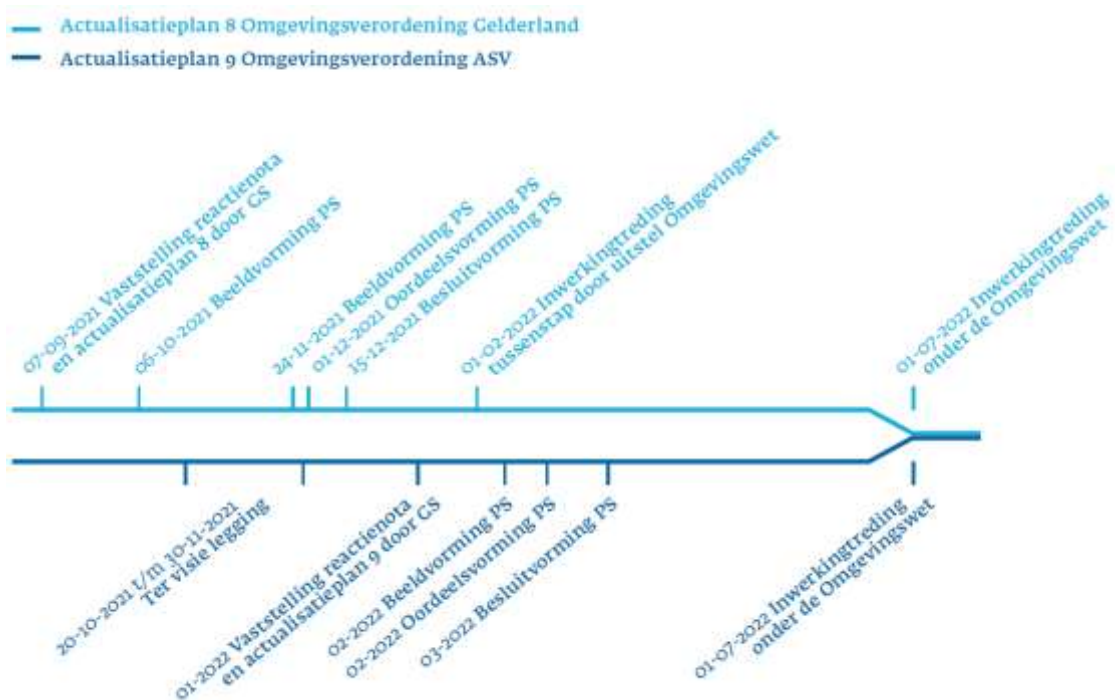 Actualisatieplan 8 Omgevingsverordening Gelderland
Actualisatieplan 9 Omgevingsverordening ASV
07-09-2021 Vaststelling reactienota
en actualisatieplan 8 door GS
06-10-2021 Beeldvorming PS
24-11-2021 Beeldvorming PS
01-12-2021 Oordeelsvorming PS
15-12-2021 Besluitvorming PS
01-02-2022 Inwerkingtreding
tussenstap door uitstel Omgevingswet
01-07-2022 Inwerkingtreding
onder de Omgevingswet
20-10-2021 t/m 30-11-2021
Ter visie legging
01-2022 Vaststelling reactienota
en actualisatieplan 9 door GS
02-2022 Beeldvorming PS
02-2022 Oordeelsvorming PS
03-2022 Besluitvorming PS
01-07-2022 Inwerkingtreding
onder de Omgevingswet